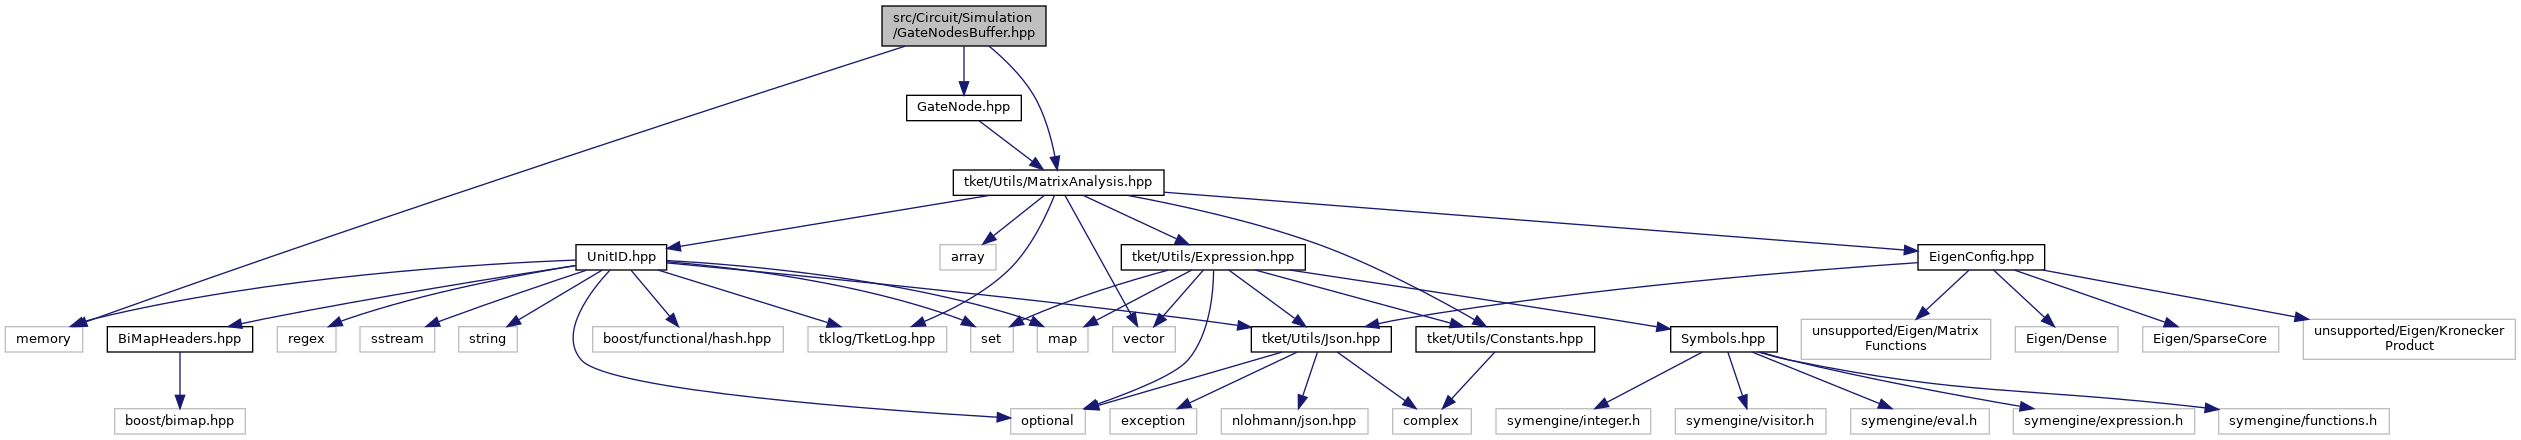 src/Circuit/Simulation
/GateNodesBuffer.hpp
GateNode.hpp
tket/Utils/MatrixAnalysis.hpp
UnitID.hpp
array
tket/Utils/Expression.hpp
EigenConfig.hpp
memory
BiMapHeaders.hpp
regex
sstream
string
boost/functional/hash.hpp
tklog/TketLog.hpp
set
map
vector
tket/Utils/Json.hpp
tket/Utils/Constants.hpp
Symbols.hpp
unsupported/Eigen/Matrix
Functions
Eigen/Dense
Eigen/SparseCore
unsupported/Eigen/Kronecker
Product
boost/bimap.hpp
optional
exception
nlohmann/json.hpp
complex
symengine/integer.h
symengine/visitor.h
symengine/eval.h
symengine/expression.h
symengine/functions.h